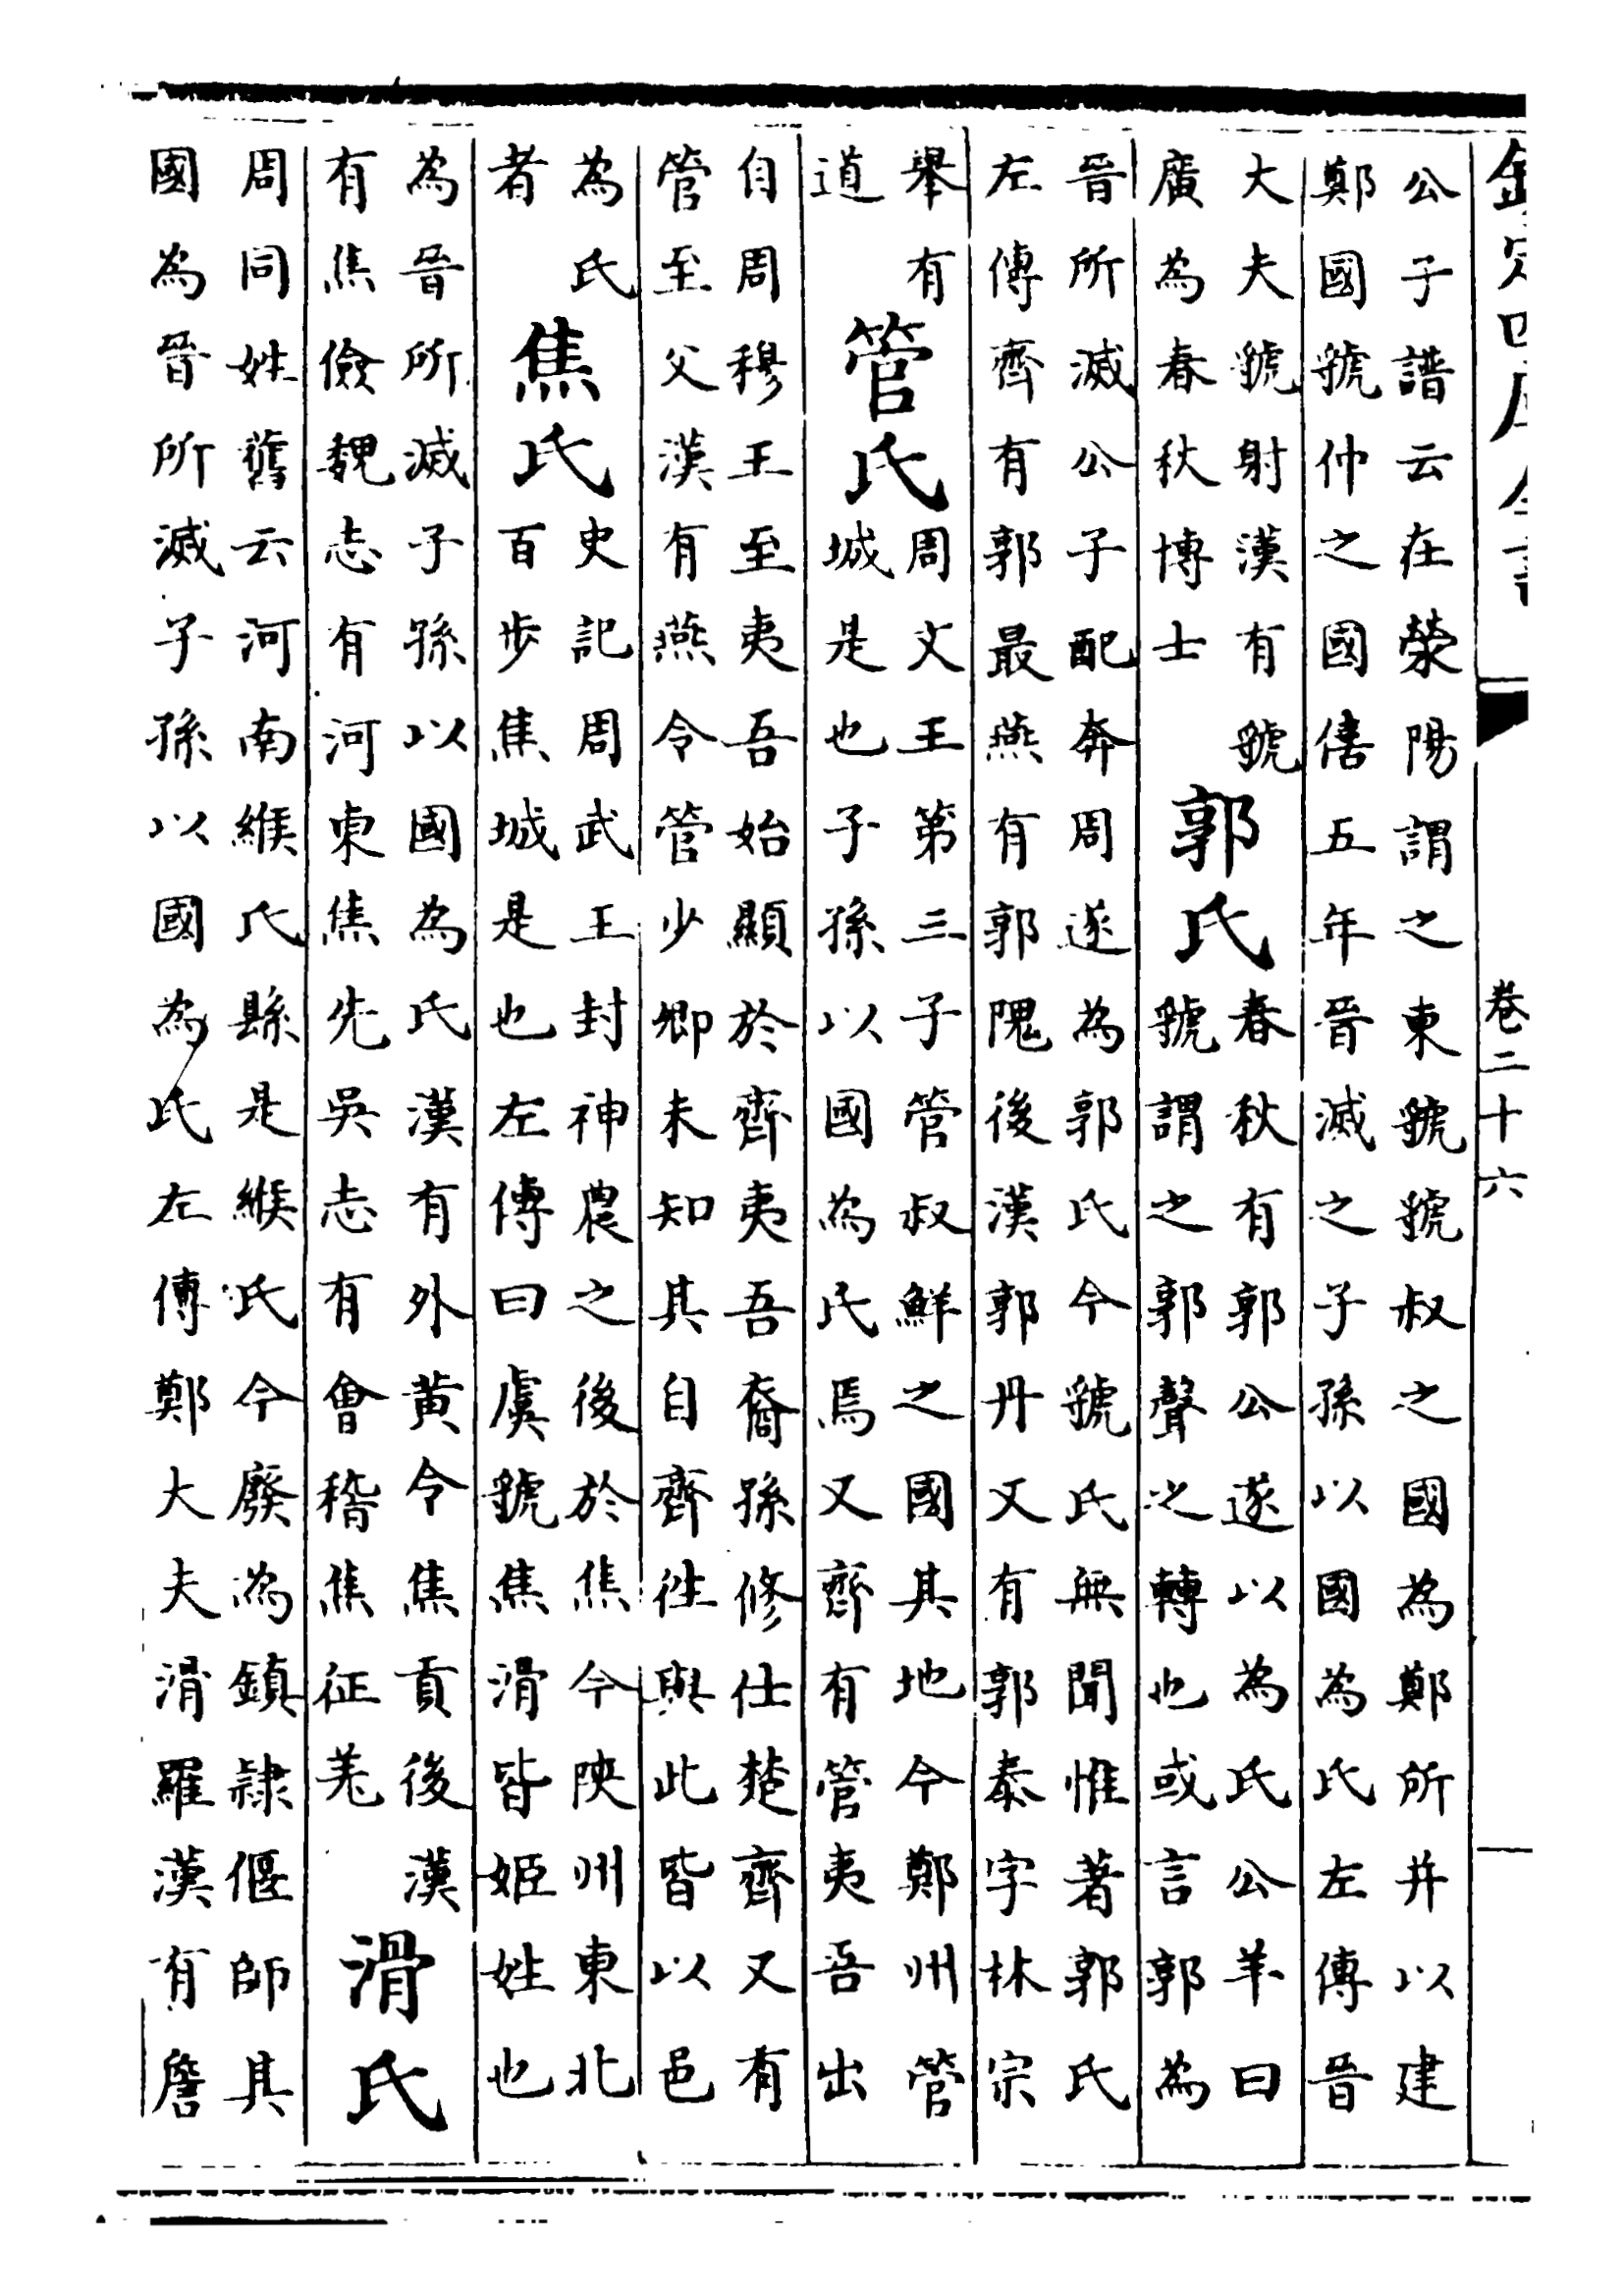 欽定四庫全書
卷二十六
公子譜云在滎陽謂之東虢虢叔之國為鄭所并以建
鄭國虢仲之國僖五年晉滅之子孫以國為氏左傳晉
大夫虢射漢有虢
廣為春秋博士
郭氏
春秋有郭公遂以為氏公羊曰
虢謂之郭聲之轉也或言郭為
晉所滅公子配奔周遂為郭氏今虢氏無聞惟著郭氏
左傳齊有郭最燕有郭隗後漢郭丹又有郭泰字林宗
舉有
道
管氏
周文王第三子管叔鮮之國其地今鄭州管
城是也子孫以國為氏焉又齊有管夷吾出
自周穆王至夷吾始顯於齊夷吾裔孫修仕楚齊又有
管至父漢有燕令管少卿未知其自齊往與此皆以邑
為氏
者
焦氏
史記周武王封神農之後於焦今陝州東北
百步焦城是也左傳曰虞虢焦滑皆姬姓也
為晉所滅子孫以國為氏漢有外黄令焦貢後漢
有焦儉魏志有河東焦先吳志有會稽焦征羗
滑氏
周同姓舊云河南緱氏縣是緱氏今廢為鎮隸偃師其
國為晉所滅子孫以國為氏左傳鄭大夫滑羅漢有詹